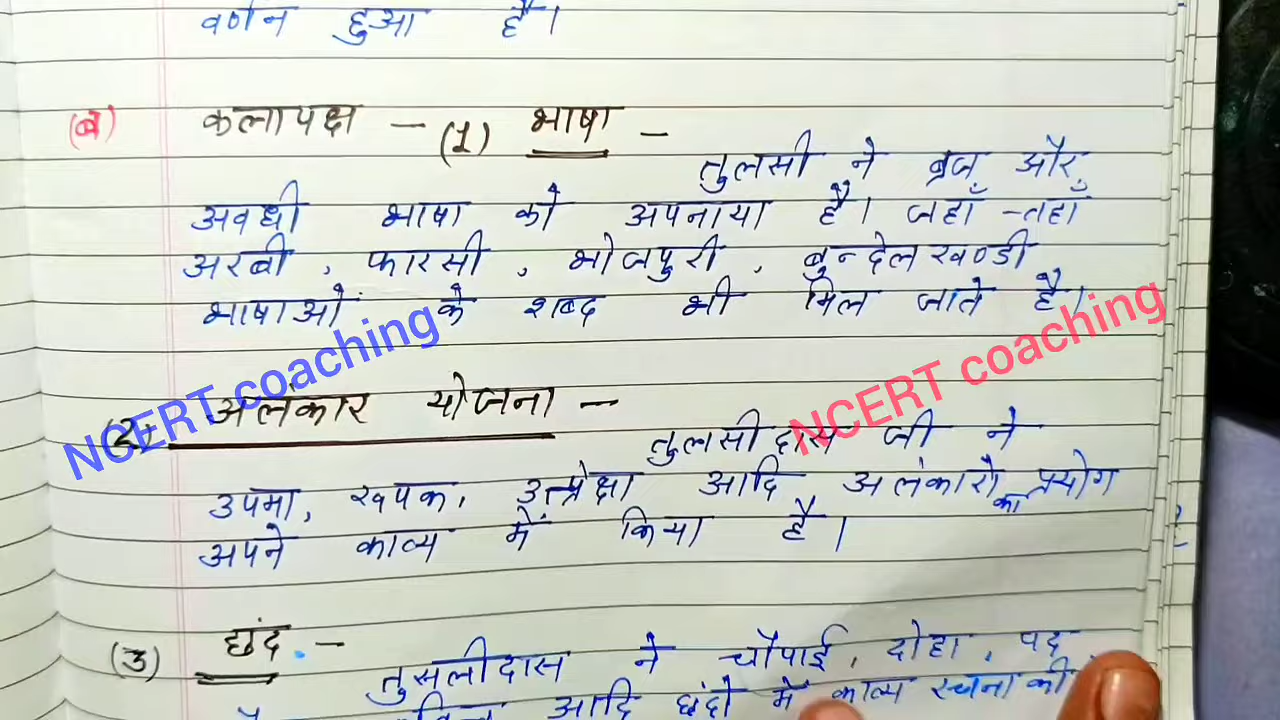 वर्णन हुआ है।
(ब) कलापक्ष – (1) भाषा –
तुलसी ने ब्रज और
अवधी भाषा को अपनाया है। जहाँ-तहाँ
अरबी, फारसी, भोजपुरी, बुन्देलखण्डी
भाषाओं के शब्द भी मिल जाते है।
NCERT coaching
NCERT coaching
(2) अलंकार योजना –
तुलसीदास जी ने
उपमा, रूपक, उत्प्रेक्षा आदि अलंकारों का प्रयोग
अपने काव्य में किया है।
(3) छंद –
तुसलीदास ने चौपाई, दोहा, पद
आदि छंदों में काव्य रचना की